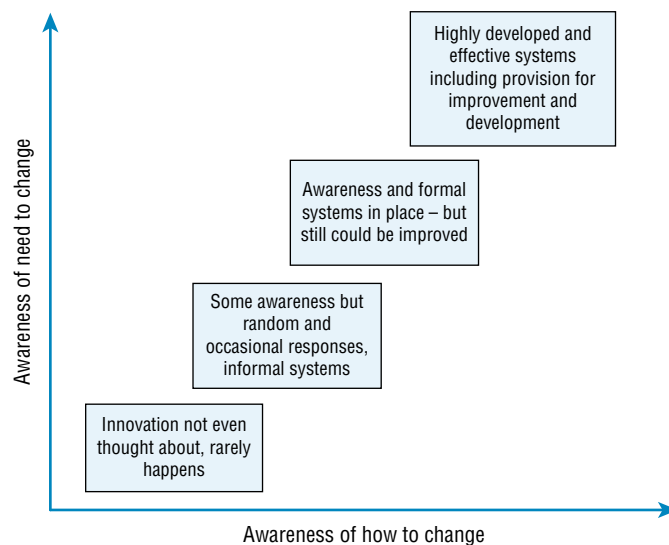 Highly developed and
effective systems
including provision for
improvement and
development
Awareness and formal
systems in place – but
still could be improved
Some awareness but
random and
occasional responses,
informal systems
Innovation not even
thought about, rarely
happens
Awareness of need to change
Awareness of how to change